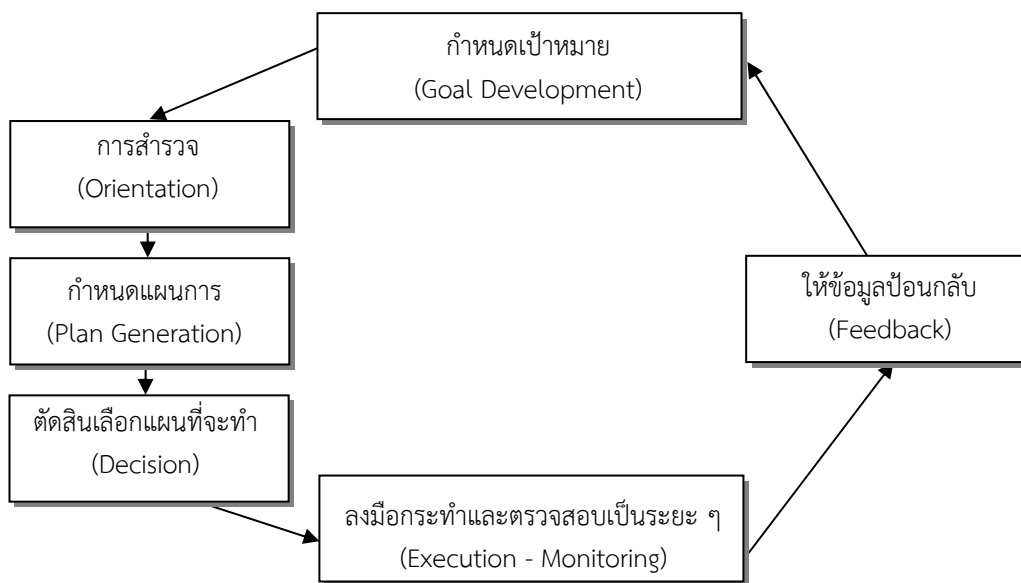 กำหนดเป้าหมาย
(Goal Development)
การสำรวจ
(Orientation)
กำหนดแผนการ
(Plan Generation)
ตัดสินเลือกแผนที่จะทำ
(Decision)
ลงมือกระทำและตรวจสอบเป็นระยะ ๆ
(Execution - Monitoring)
ให้ข้อมูลป้อนกลับ
(Feedback)